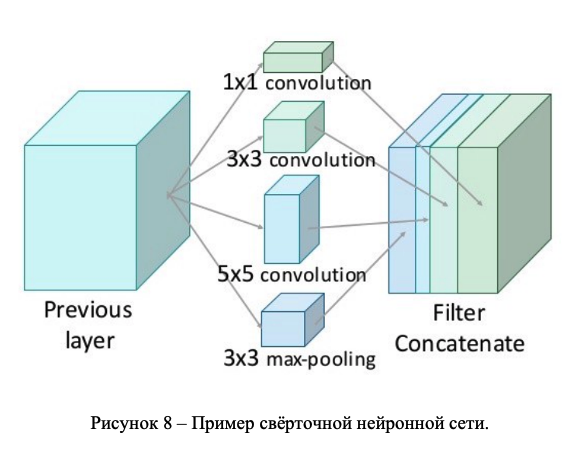 1x1 convolution
3x3 convolution
5x5 convolution
3x3 max-pooling
Previous
layer
Filter
Concatenate
Рисунок 8 – Пример свёрточной нейронной сети.